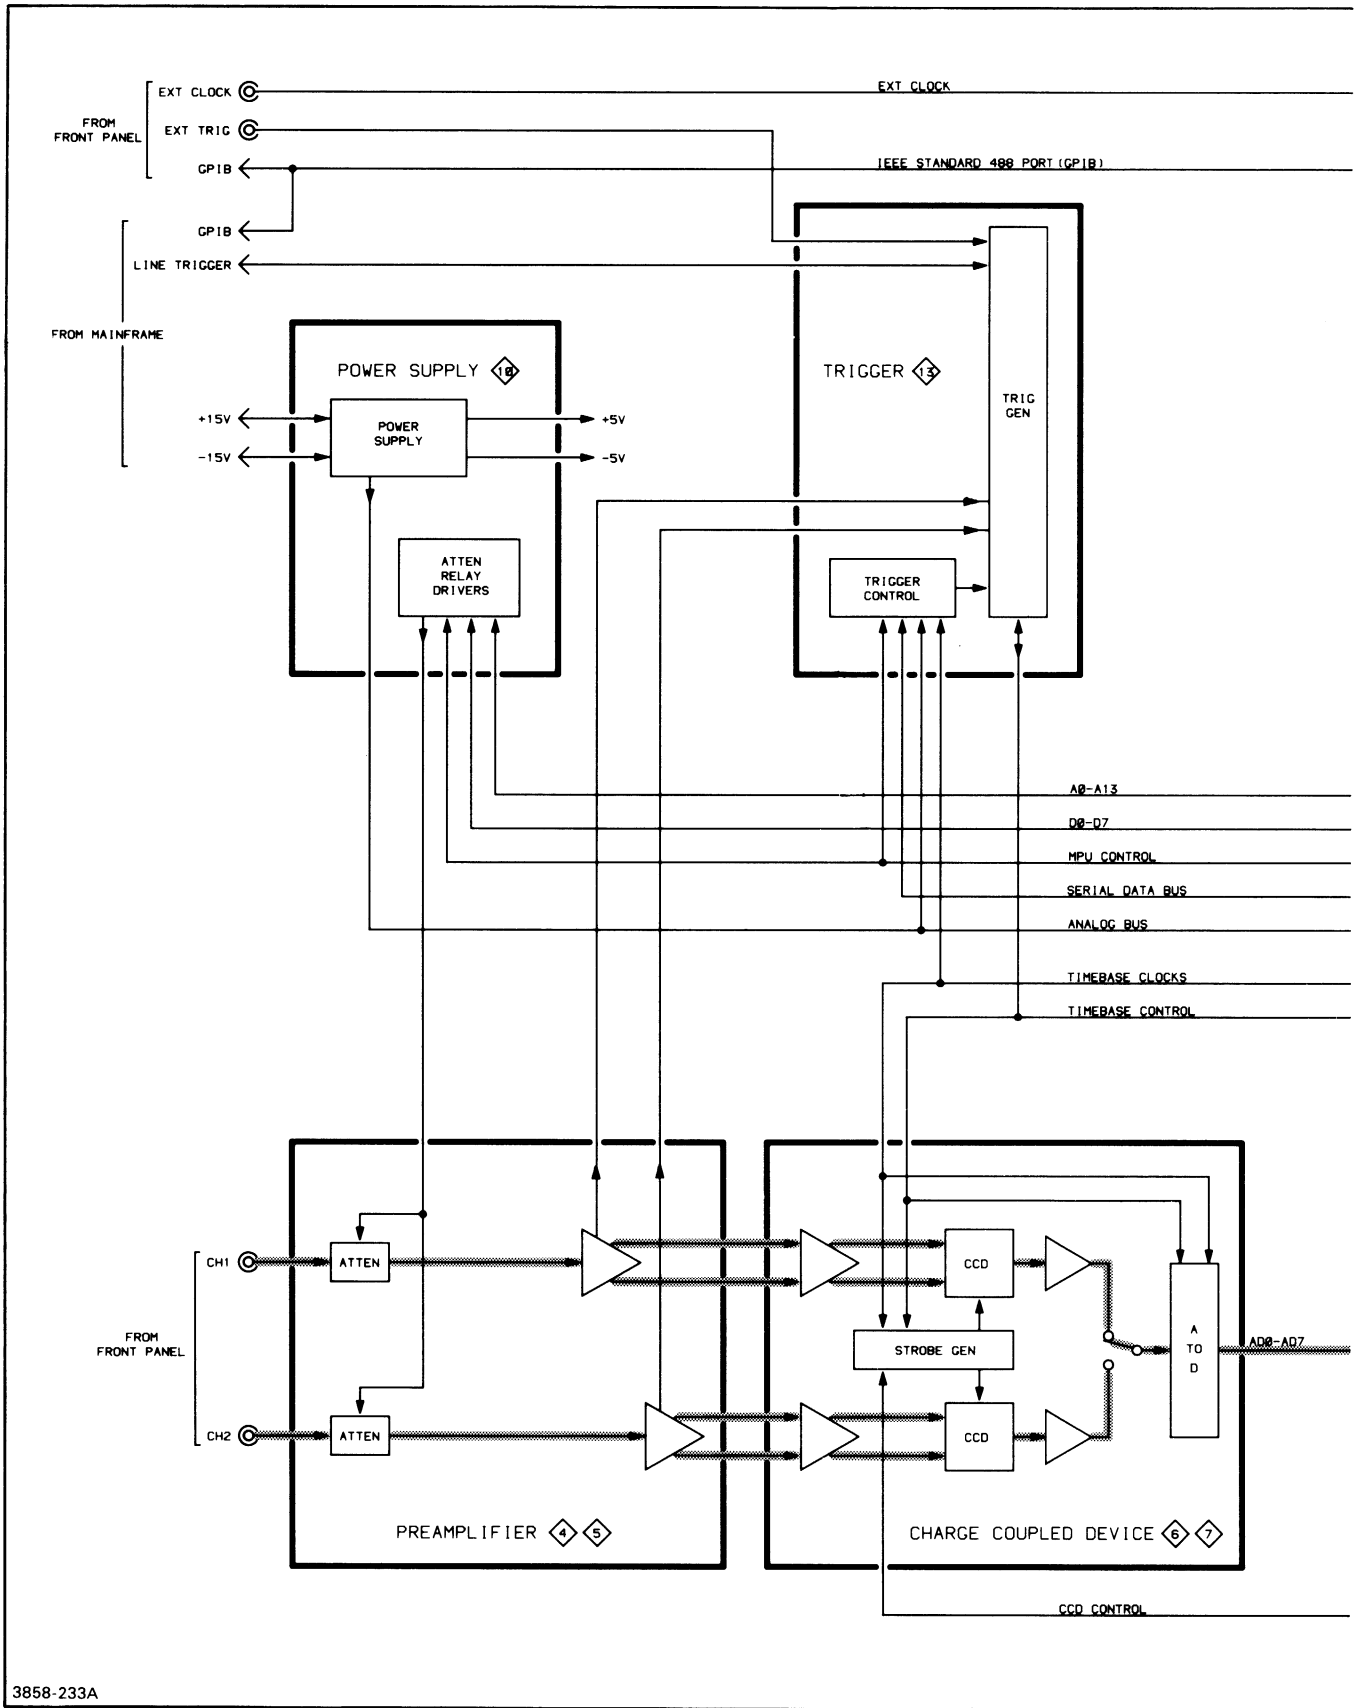 EXT CLOCK
EXT CLOCK
FROM
FRONT PANEL
EXT TRIG
GPIB
IEEE STANDARD 488 PORT (GPIB)
GPIB
LINE TRIGGER
FROM MAINFRAME
POWER SUPPLY 10
TRIGGER 13
TRIG
GEN
+15V
POWER
SUPPLY
+5V
-15V
-5V
ATTEN
RELAY
DRIVERS
TRIGGER
CONTROL
A0-A13
D0-D7
MPU CONTROL
SERIAL DATA BUS
ANALOG BUS
TIMEBASE CLOCKS
TIMEBASE CONTROL
CH1
ATTEN
CCD
FROM
FRONT PANEL
STROBE GEN
A
TO
D
AD0-AD7
CH2
ATTEN
CCD
PREAMPLIFIER 4 5
CHARGE COUPLED DEVICE 6 7
CCD CONTROL
3858-233A